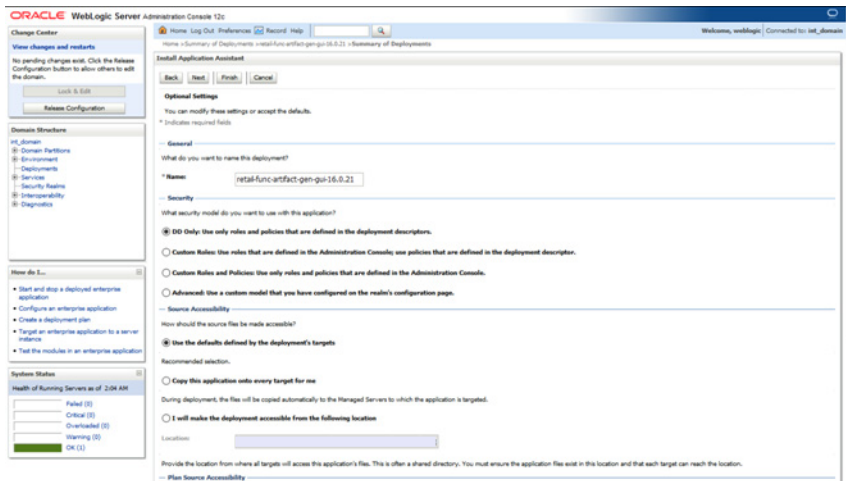 ORACLE WebLogic Server Administration Console 12c
Change Center
View changes and restarts
No pending changes exist. Click the Release
Configuration button to allow others to edit
the domain.
Lock & Edit
Release Configuration
Domain Structure
int_domain
Domain Partitions
Environment
Deployments
Services
Security Realms
Interoperability
Diagnostics
How do I...
Start and stop a deployed enterprise
application
Configure an enterprise application
Create a deployment plan
Target an enterprise application to a server
instance
Test the modules in an enterprise application
System Status
Health of Running Servers as of 2:04 AM
Failed (0)
Critical (0)
Overloaded (0)
Warning (0)
OK (1)
Home Log Out Preferences Record Help
Welcome, weblogic Connected to: int_domain
Home >Summary of Deployments >retail-func-artifact-gen-gui-16.0.21 >Summary of Deployments
Install Application Assistant
Back Next Finish Cancel
Optional Settings
You can modify these settings or accept the defaults.
* Indicates required fields
General
What do you want to name this deployment?
* Name: retail-func-artifact-gen-gui-16.0.21
Security
What security model do you want to use with this application?
DD Only: Use only roles and policies that are defined in the deployment descriptors.
Custom Roles: Use roles that are defined in the Administration Console; use policies that are defined in the deployment descriptor.
Custom Roles and Policies: Use only roles and policies that are defined in the Administration Console.
Advanced: Use a custom model that you have configured on the realm's configuration page.
Source Accessibility
How should the source files be made accessible?
Use the defaults defined by the deployment's targets
Recommended selection.
Copy this application onto every target for me
During deployment, the files will be copied automatically to the Managed Servers to which the application is targeted.
I will make the deployment accessible from the following location
Location:
Provide the location from where all targets will access this application's files. This is often a shared directory. You must ensure the application files exist in this location and that each target can reach the location.
Plan Source Accessibility